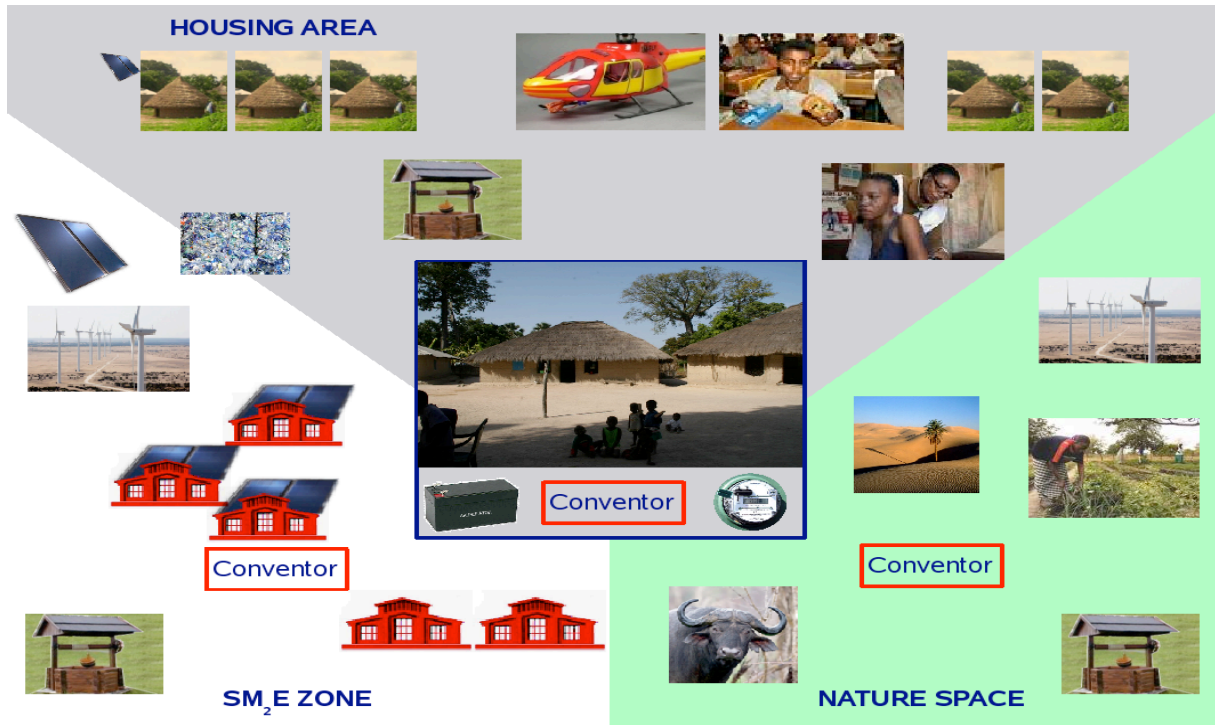 HOUSING AREA
Conventor
Conventor
Conventor
SM₂E ZONE
NATURE SPACE